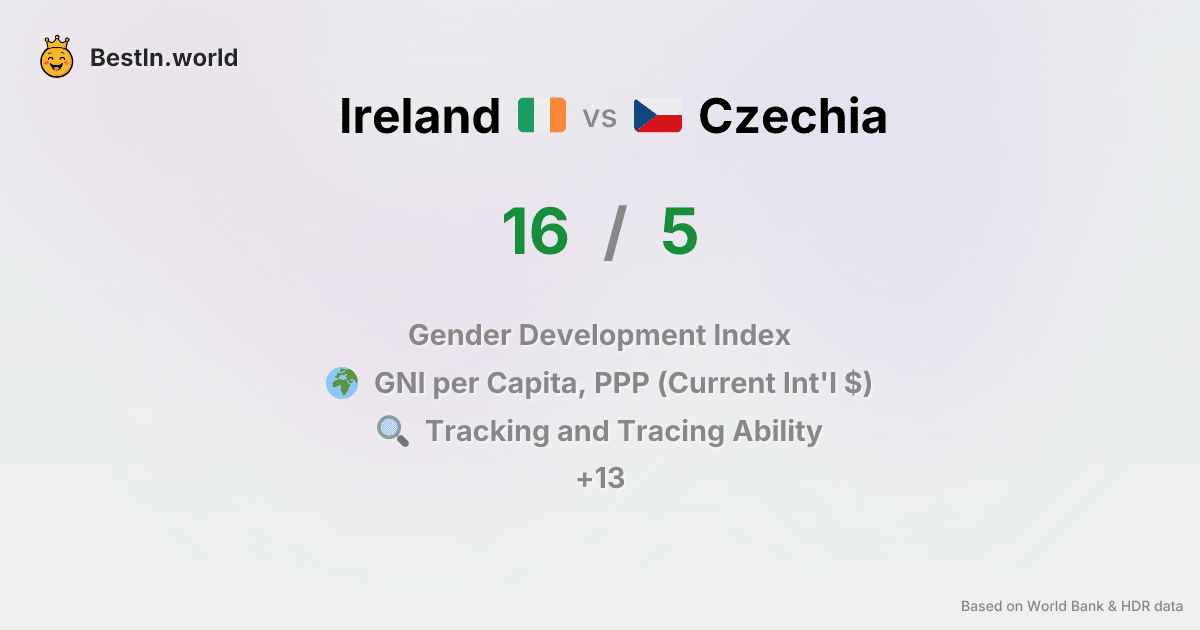 BestIn.world
Ireland vs Czechia
16 / 5
Gender Development Index
GNI per Capita, PPP (Current Int'l $)
Tracking and Tracing Ability
+13
Based on World Bank & HDR data